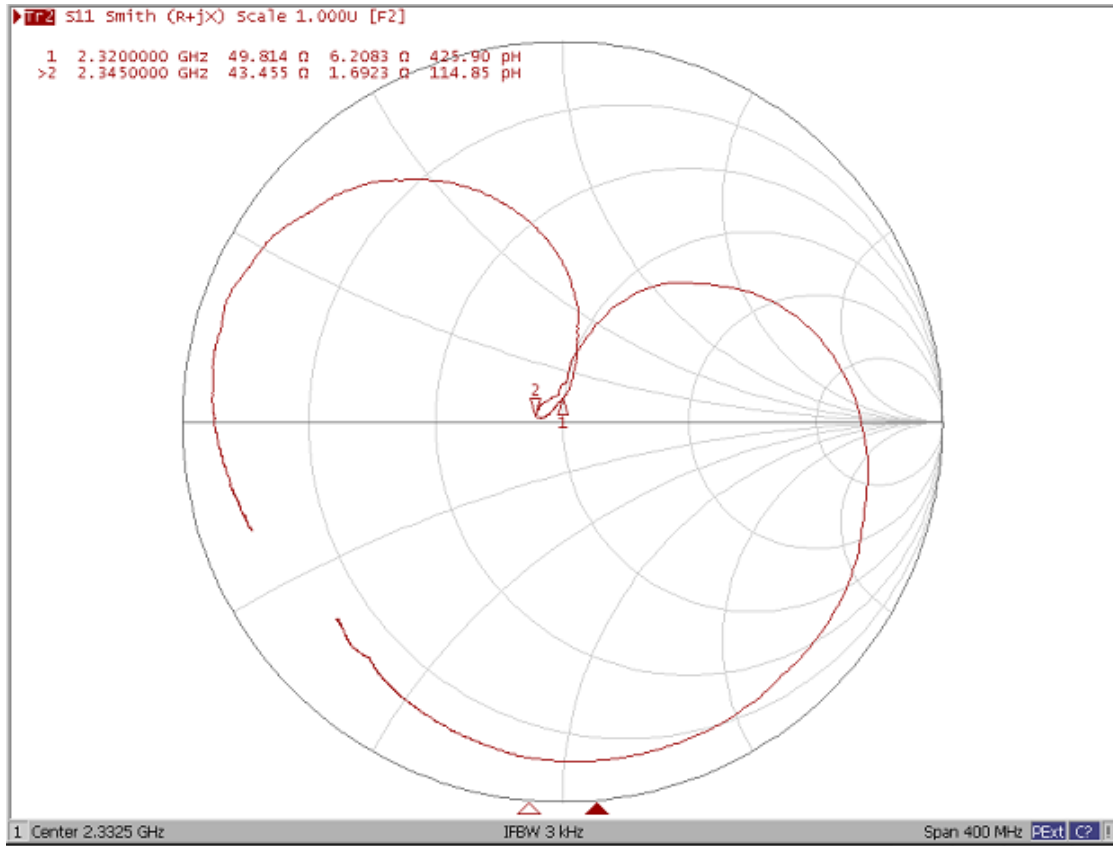 Tr2 S11 Smith (R+jX) Scale 1.000U [F2]
1 2.3200000 GHz 49.814 Ω 6.2083 Ω 425.90 pH
>2 2.3450000 GHz 43.455 Ω 1.6923 Ω 114.85 pH
2
1
1 Center 2.3325 GHz IFBW 3 kHz Span 400 MHz PExt C? !